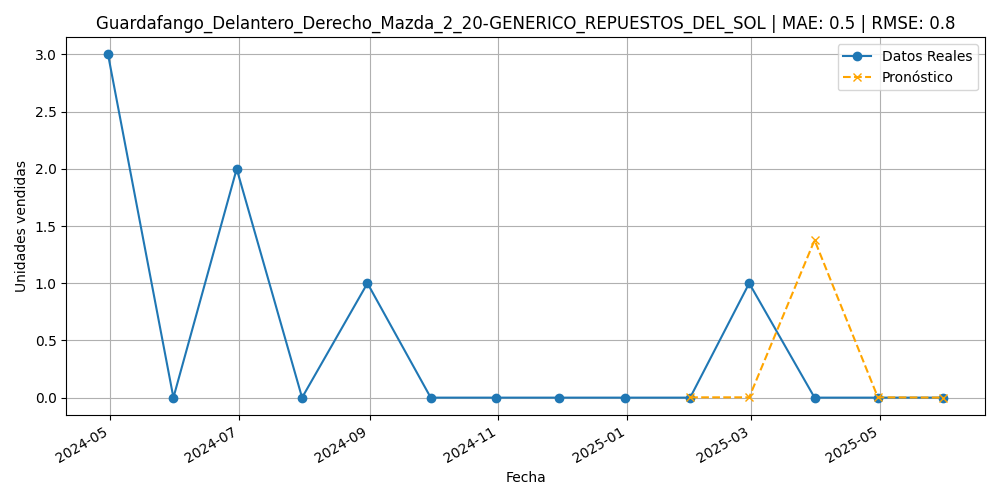 Guardafango_Delantero_Derecho_Mazda_2_20-GENERICO_REPUESTOS_DEL_SOL | MAE: 0.5 | RMSE: 0.8
Datos Reales
Pronóstico
Unidades vendidas
3.0
2.5
2.0
1.5
1.0
0.5
0.0
2024-05
2024-07
2024-09
2024-11
2025-01
2025-03
2025-05
Fecha